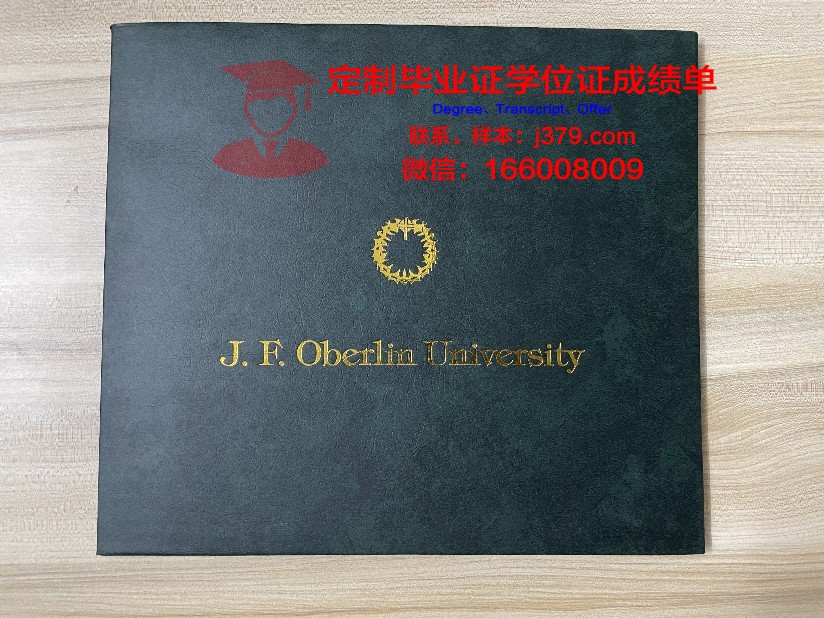 定制毕业证学位证成绩单
Degree、Transcript、Offer
联系、样本：j379.com
微信：166008009
J. F. Oberlin University